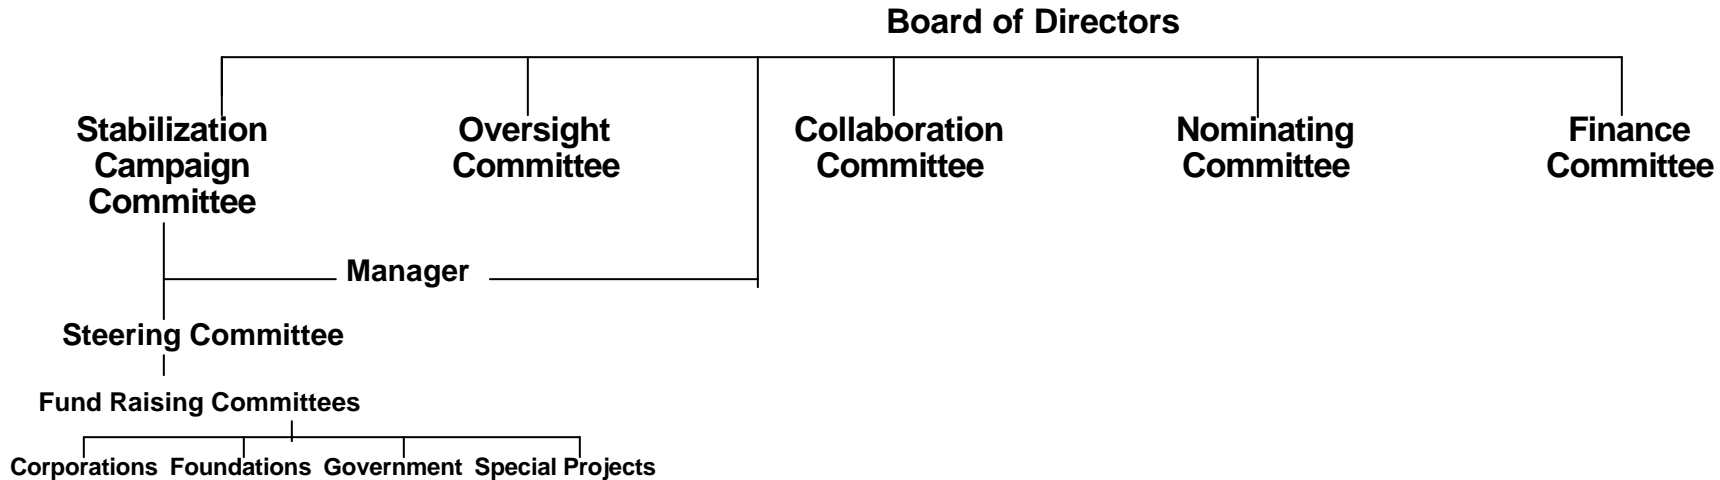 Board of Directors
Stabilization
Campaign
Committee
Oversight
Committee
Collaboration
Committee
Nominating
Committee
Finance
Committee
Manager
Steering Committee
Fund Raising Committees
Corporations Foundations Government Special Projects